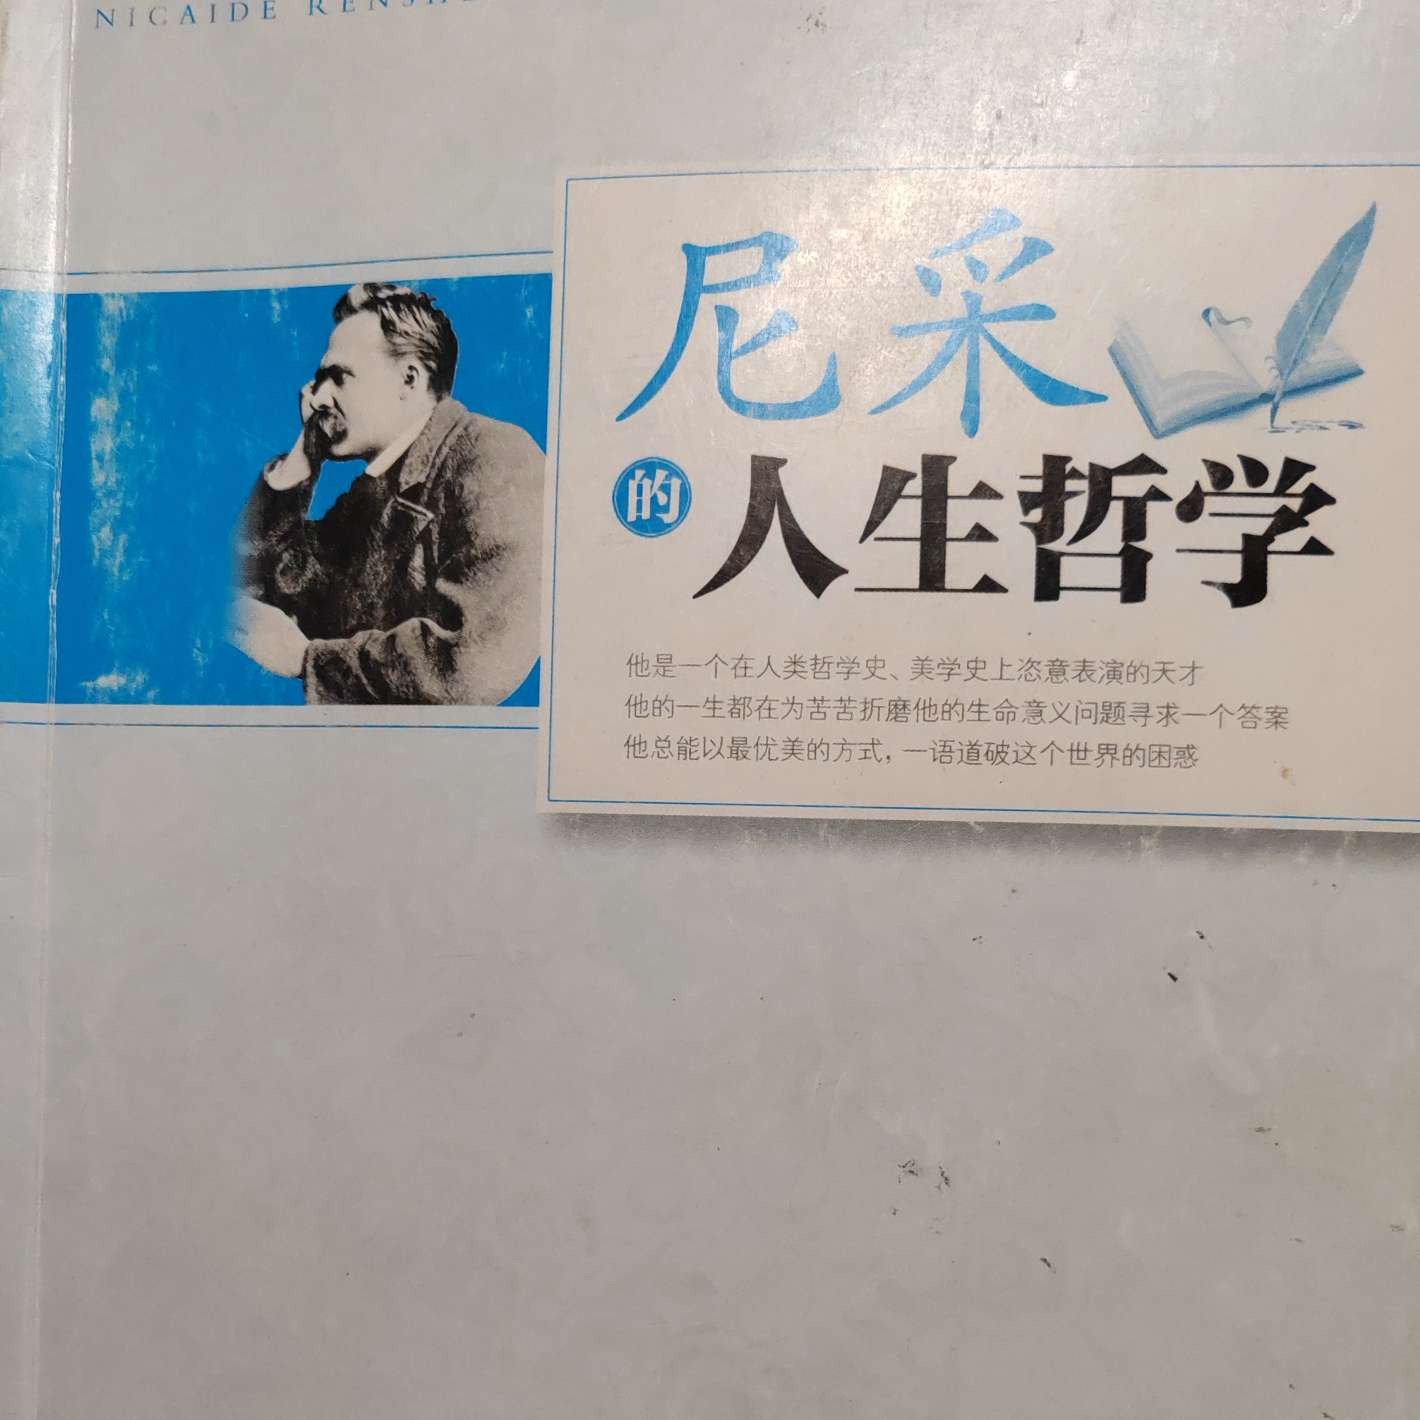 NICAIDE
尼采
的人生哲学
他是一个在人类哲学史、美学史上恣意表演的天才
他的一生都在为苦苦折磨他的生命意义问题寻求一个答案
他总能以最优美的方式，一语道破这个世界的困惑